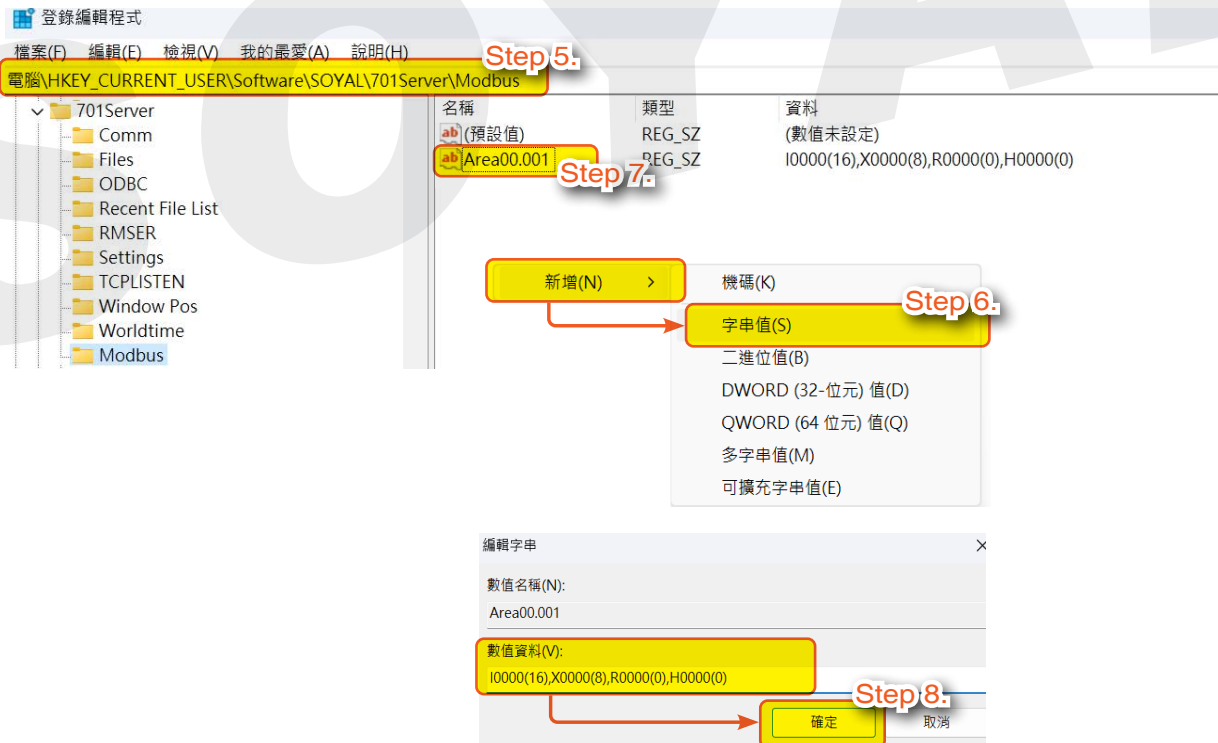 登錄編輯程式
檔案(F) 編輯(E) 檢視(V) 我的最愛(A) 說明(H)
Step 5.
電腦\HKEY_CURRENT_USER\Software\SOYAL\701Server\Modbus
701Server
Comm
Files
ODBC
Recent File List
RMSER
Settings
TCPLISTEN
Window Pos
Worldtime
Modbus
名稱 類型 資料
ab (預設值) REG_SZ (數值未設定)
ab Area00.001 REG_SZ I0000(16),X0000(8),R0000(0),H0000(0)
Step 7.
新增(N) >
機碼(K)
Step 6.
字串值(S)
二進位值(B)
DWORD (32-位元) 值(D)
QWORD (64 位元) 值(Q)
多字串值(M)
可擴充字串值(E)
編輯字串
數值名稱(N):
Area00.001
數值資料(V):
I0000(16),X0000(8),R0000(0),H0000(0)
Step 8.
確定 取消
SOYAL